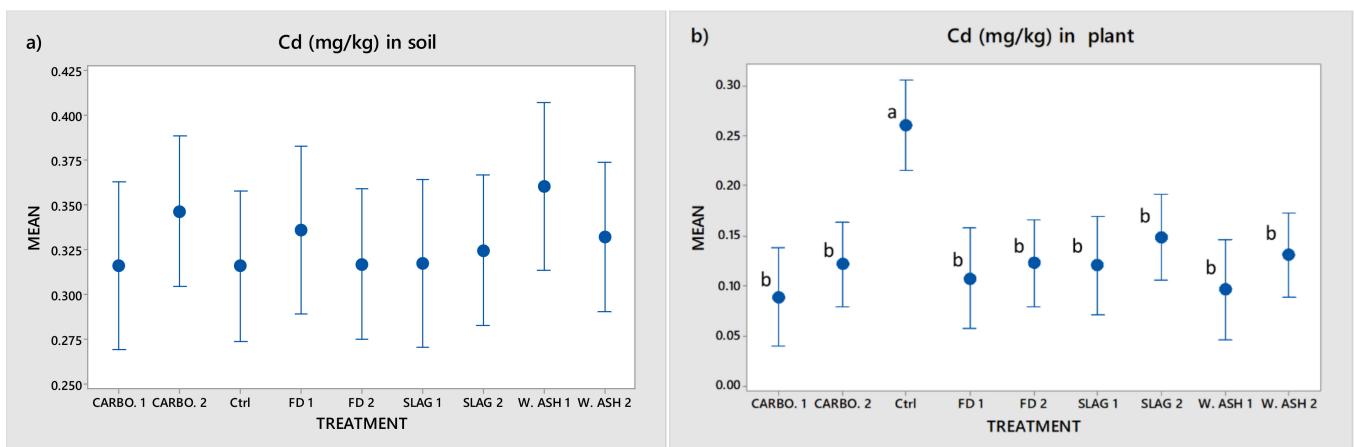 a)
Cd (mg/kg) in soil
0.425
0.400
0.375
0.350
0.325
0.300
0.275
0.250
MEAN
CARBO. 1 CARBO. 2 Ctrl FD 1 FD 2 SLAG 1 SLAG 2 W. ASH 1 W. ASH 2
TREATMENT
b)
Cd (mg/kg) in plant
0.30
0.25
0.20
0.15
0.10
0.05
0.00
MEAN
b
b
a
b
b
b
b
b
b
CARBO. 1 CARBO. 2 Ctrl FD 1 FD 2 SLAG 1 SLAG 2 W. ASH 1 W. ASH 2
TREATMENT